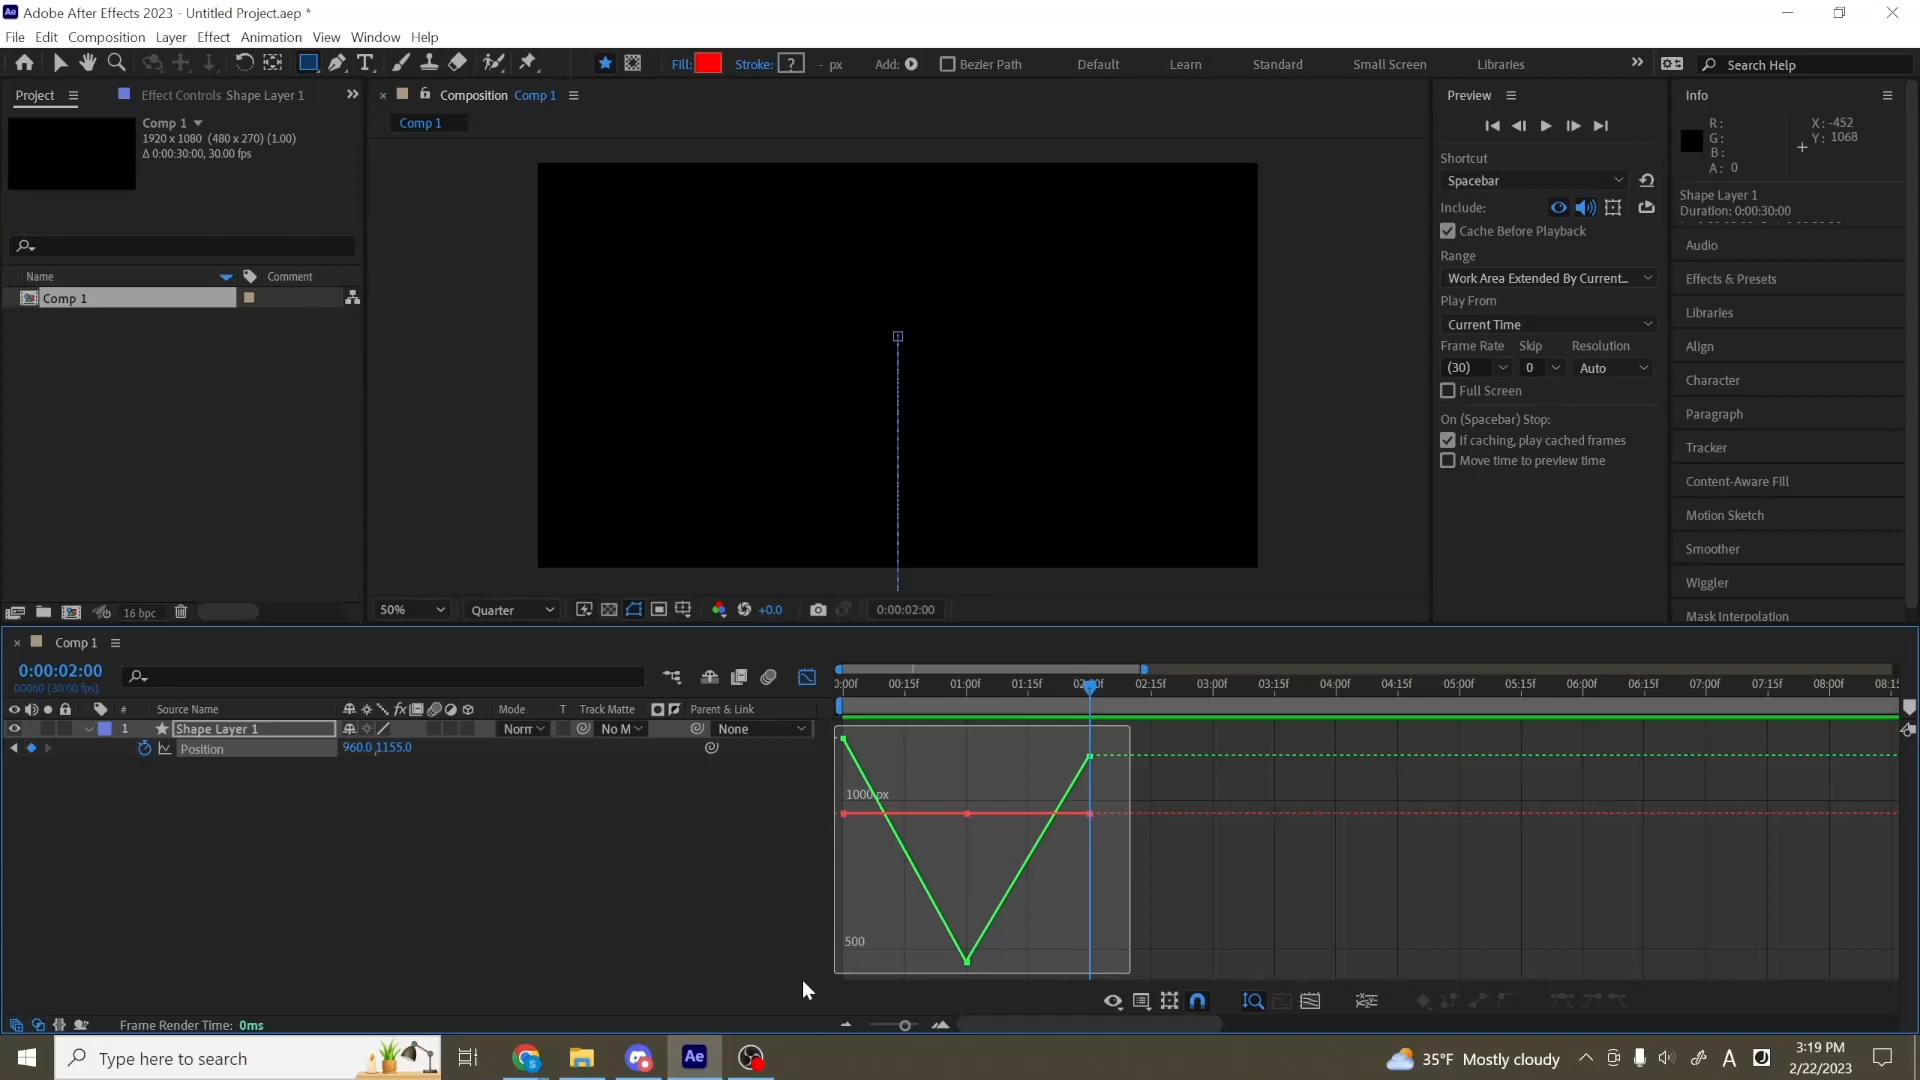 Adobe After Effects 2023 - Untitled Project.aep *
File Edit Composition Layer Effect Animation View Window Help
Fill: Stroke: ? - px Add: Bezier Path Default Learn Standard Small Screen Libraries Search Help
Project Effect Controls Shape Layer 1
Composition Comp 1
Comp 1
Comp 1
1920 x 1080 (480 x 270) (1.00)
Δ 0:00:30:00, 30.00 fps
Name Comment
Comp 1
16 bpc
50% Quarter +0.0 0:00:02:00
Preview
Shortcut
Spacebar
Include:
Cache Before Playback
Range
Work Area Extended By Current...
Play From
Current Time
Frame Rate Skip Resolution
(30) 0 Auto
Full Screen
On (Spacebar) Stop:
If caching, play cached frames
Move time to preview time
Info
R: X: -452
G: Y: 1068
B:
A: 0
Shape Layer 1
Duration: 0:00:30:00
Audio
Effects & Presets
Libraries
Align
Character
Paragraph
Tracker
Content-Aware Fill
Motion Sketch
Smoother
Wiggler
Mask Interpolation
Comp 1
0:00:02:00
00060 (30.00 fps)
# Source Name Mode T Track Matte Parent & Link
1 Shape Layer 1 Norr No M None
Position 960.0,1155.0
00:15f 01:00f 01:15f 02:15f 03:00f 03:15f 04:00f 04:15f 05:00f 05:15f 06:00f 06:15f 07:00f 07:15f 08:00f
1000 px
500
Frame Render Time: 0ms
Type here to search
Ae
35°F Mostly cloudy
A
3:19 PM
2/22/2023